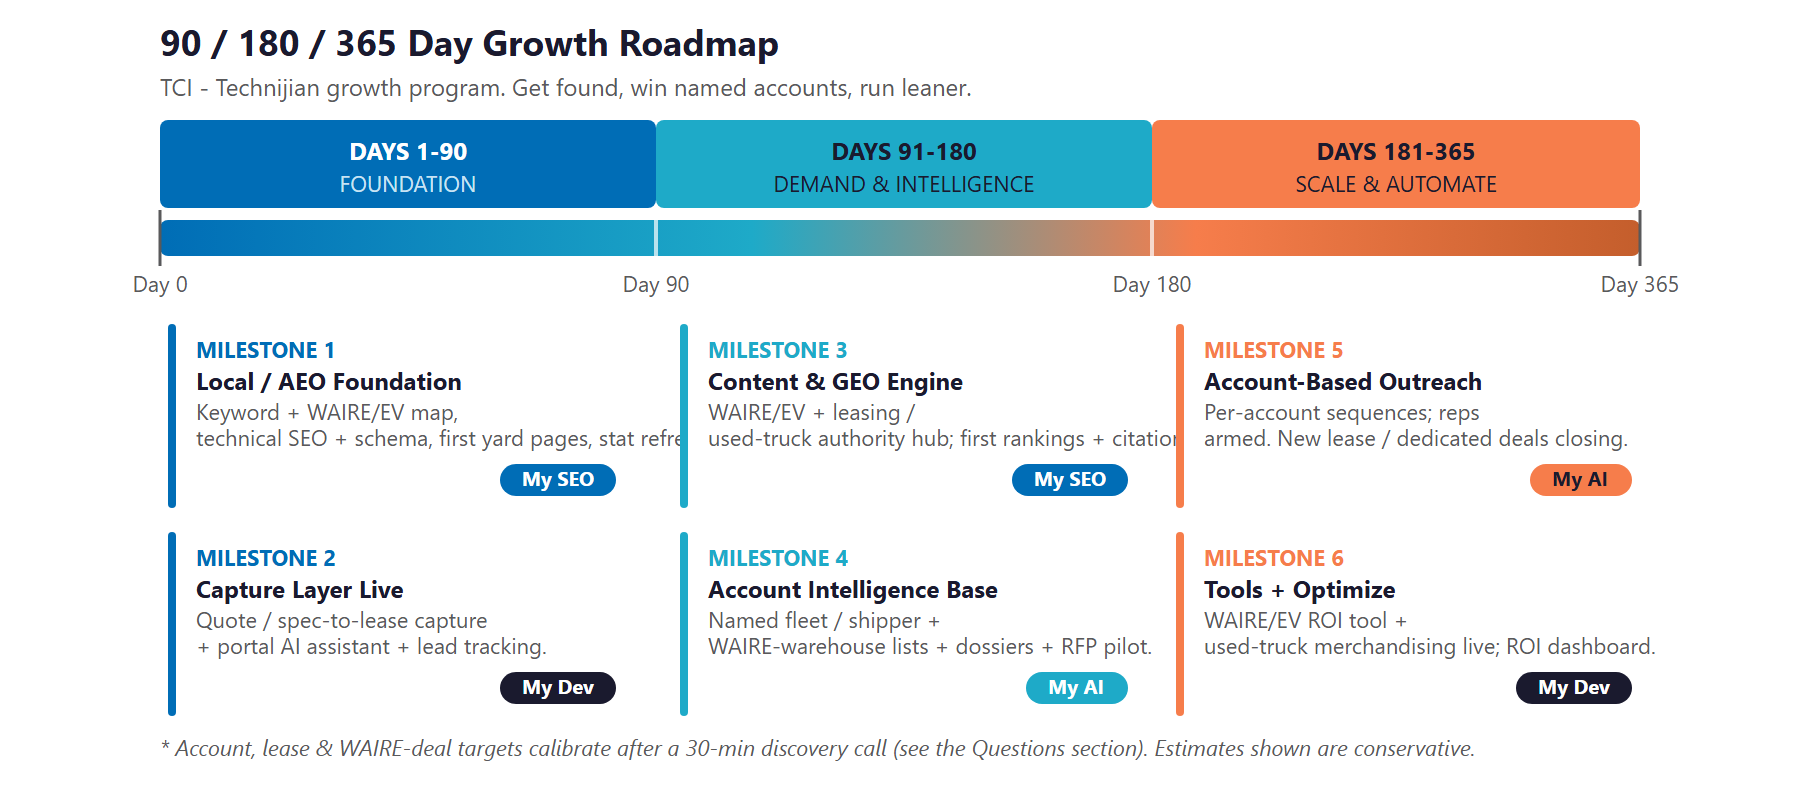 90 / 180 / 365 Day Growth Roadmap
TCI - Technijian growth program. Get found, win named accounts, run leaner.
DAYS 1-90
FOUNDATION
DAYS 91-180
DEMAND & INTELLIGENCE
DAYS 181-365
SCALE & AUTOMATE
Day 0
Day 90
Day 180
Day 365
MILESTONE 1
Local / AEO Foundation
Keyword + WAIRE/EV map,
technical SEO + schema, first yard pages, stat
My SEO
MILESTONE 3
Content & GEO Engine
WAIRE/EV + leasing /
used-truck authority hub; first rankings +
My SEO
MILESTONE 5
Account-Based Outreach
Per-account sequences; reps
armed. New lease / dedicated deals closing.
My AI
MILESTONE 2
Capture Layer Live
Quote / spec-to-lease capture
+ portal AI assistant + lead tracking.
My Dev
MILESTONE 4
Account Intelligence Base
Named fleet / shipper +
WAIRE-warehouse lists + dossiers + RFP pilot.
My AI
MILESTONE 6
Tools + Optimize
WAIRE/EV ROI tool +
used-truck merchandising live; ROI dashboard.
My Dev
* Account, lease & WAIRE-deal targets calibrate after a 30-min discovery call (see the Questions section). Estimates shown are conservative.